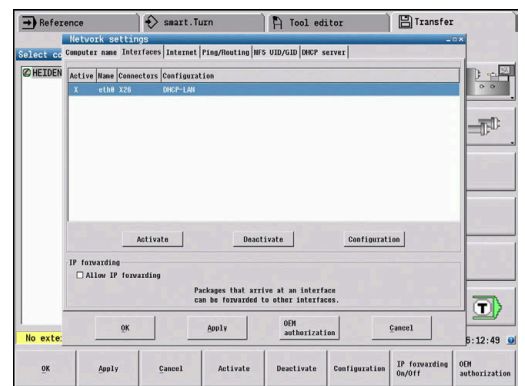 Reference
smart.Turn
Tool editor
Transfer
Network settings
Select co
Computer name Interfaces Internet Ping/Routing NFS UID/GID DHCP server
HEIDEN
Active Name Connectors Configuration
X eth0 X26 DHCP-LAN
Activate Deactivate Configuration
IP forwarding
Allow IP forwarding
Packages that arrive at an interface
can be forwarded to other interfaces.
OK Apply OEM authorization Cancel
T
No exte
6:12:49
OK Apply Cancel Activate Deactivate Configuration IP forwarding On/Off OEM authorization